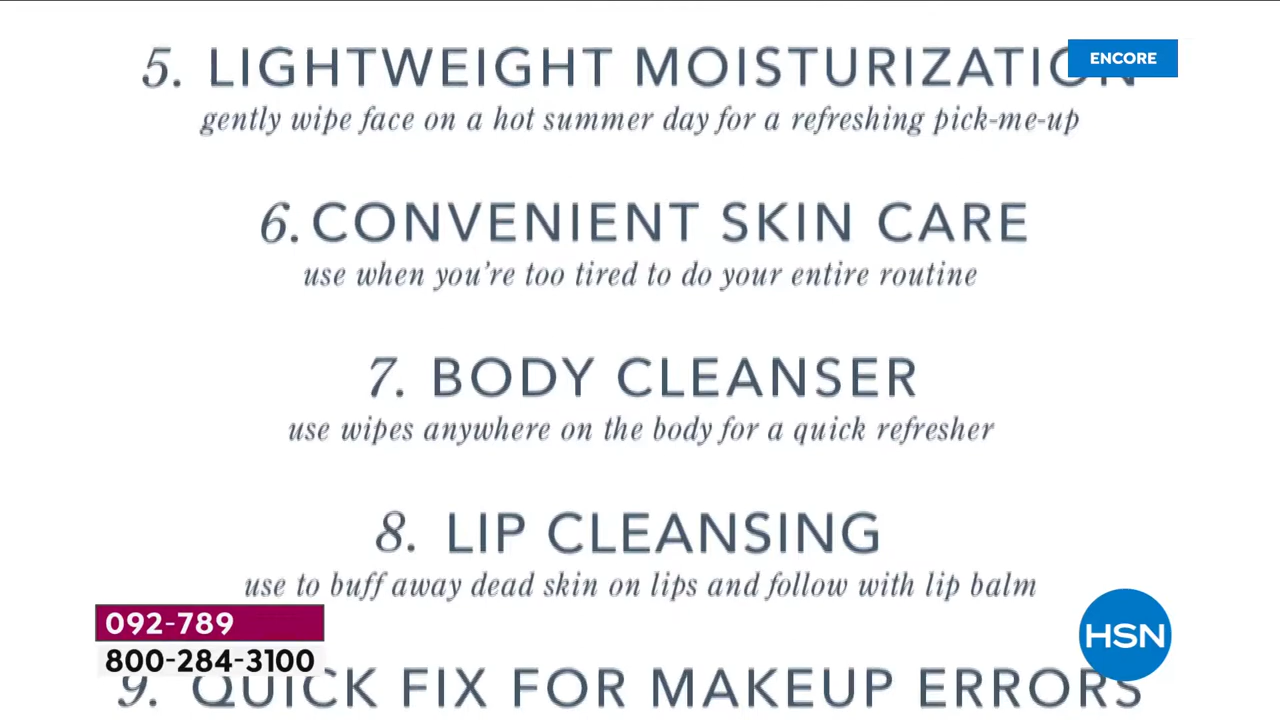 5. LIGHTWEIGHT MOISTURIZATION
ENCORE
gently wipe face on a hot summer day for a refreshing pick-me-up
6. CONVENIENT SKIN CARE
use when you're too tired to do your entire routine
7. BODY CLEANSER
use wipes anywhere on the body for a quick refresher
8. LIP CLEANSING
use to buff away dead skin on lips and follow with lip balm
092-789
800-284-3100
HSN
9. QUICK FIX FOR MAKEUP ERRORS